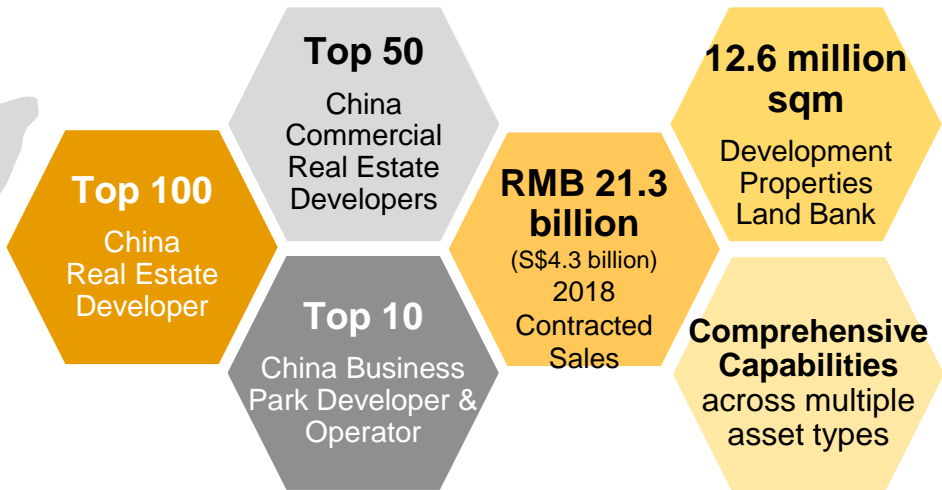 Top 100
China
Real Estate
Developer
Top 50
China
Commercial
Real Estate
Developers
Top 10
China Business
Park Developer &
Operator
RMB 21.3
billion
(S$4.3 billion)
2018
Contracted
Sales
12.6 million
sqm
Development
Properties
Land Bank
Comprehensive
Capabilities
across multiple
asset types